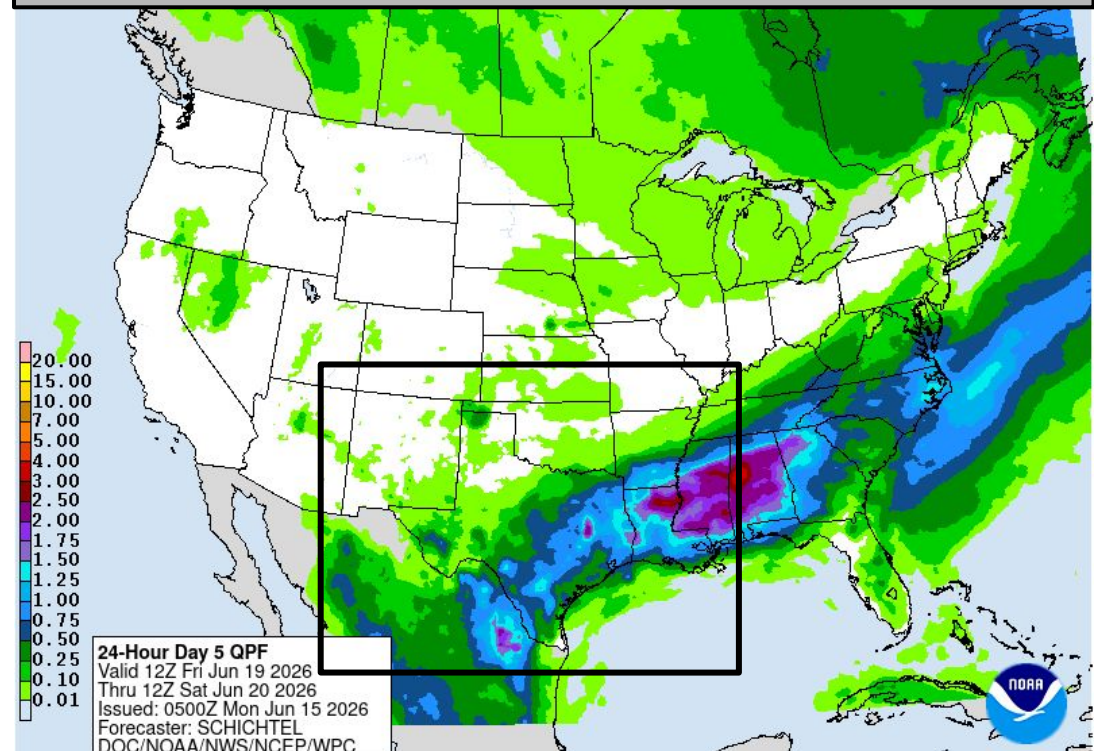 20.00
15.00
10.00
7.00
5.00
4.00
3.00
2.50
2.00
1.75
1.50
1.25
1.00
0.75
0.50
0.25
0.10
0.01
24-Hour Day 5 QPF
Valid 12Z Fri Jun 19 2026
Thru 12Z Sat Jun 20 2026
Issued: 0500Z Mon Jun 15 2026
Forecaster: SCHICHTEL
DOC/NOAA/NWS/NCEP/WPC
NOAA